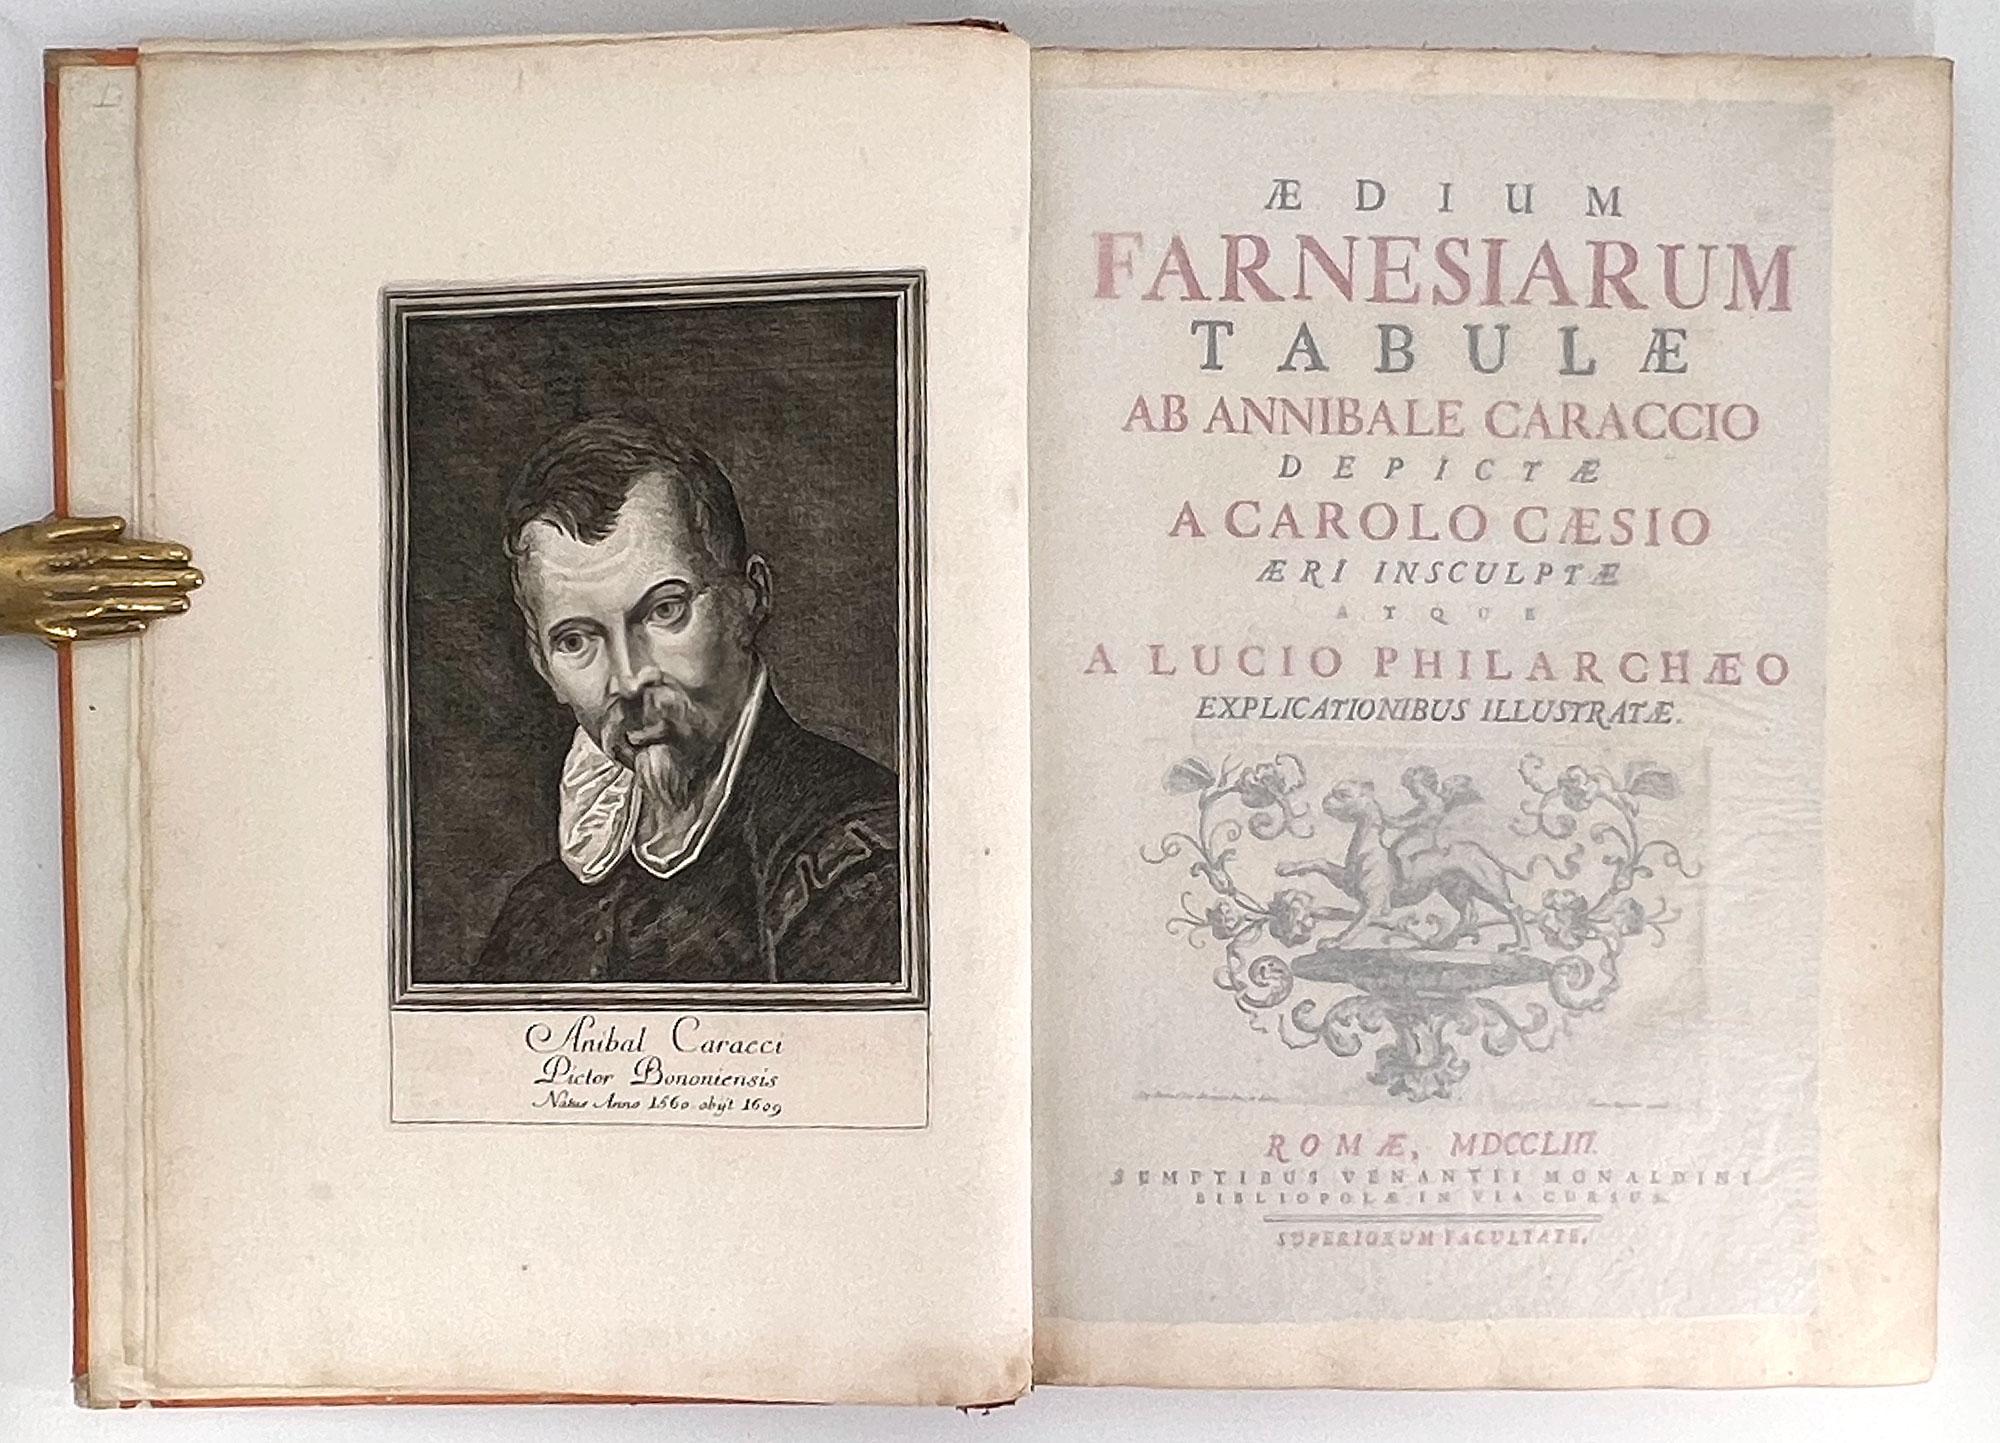 Anibal Caracci
Pictor Bononiensis
Natus Anno 1560 obijt 1609
ÆDIUM
FARNESIARUM
TABULÆ
AB ANNIBALE CARACCIO
DEPICTÆ
A CAROLO CÆSIO
ÆRI INSCULPTÆ
ATQUE
A LUCIO PHILARCHÆO
EXPLICATIONIBUS ILLUSTRATÆ.
ROMÆ, MDCCLIII.
SUMPTIBUS VENANTII MONALDINI
BIBLIOPOLÆ IN VIA CURSUS.
SUPERIORUM FACULTATE.